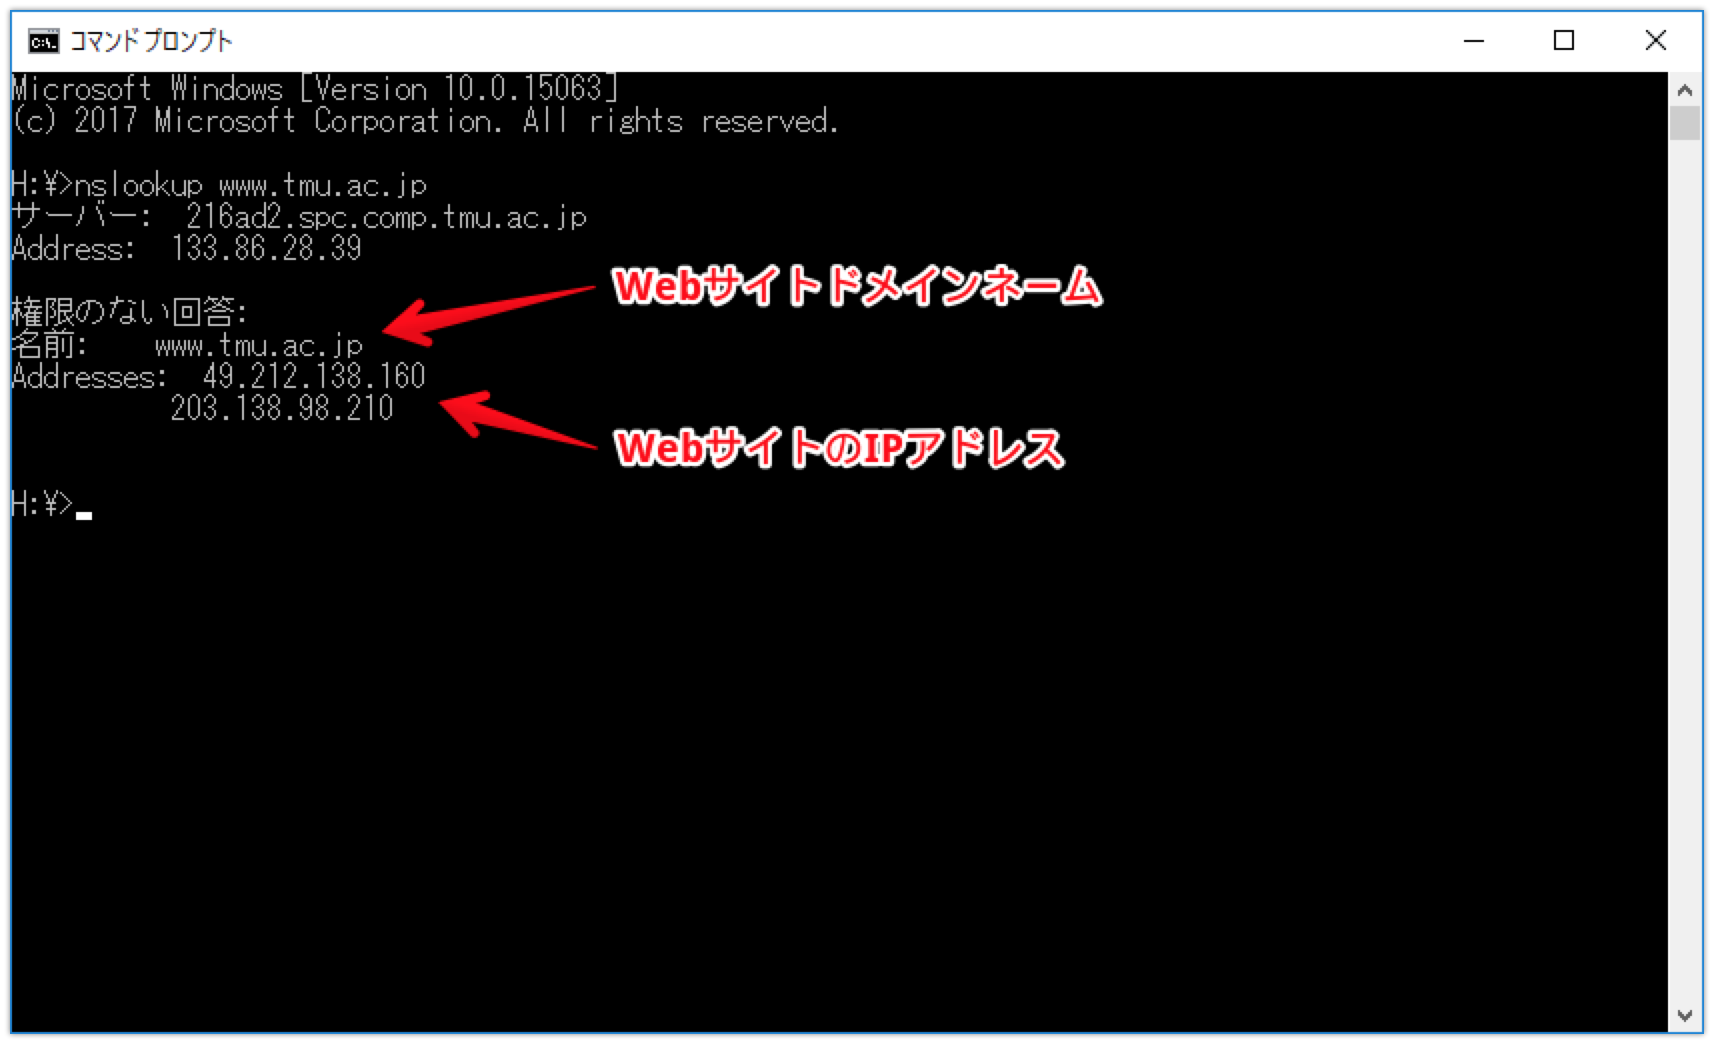 コマンド プロンプト
Microsoft Windows [Version 10.0.15063]
(c) 2017 Microsoft Corporation. All rights reserved.
H:¥>nslookup www.tmu.ac.jp
サーバー:  216ad2.spc.comp.tmu.ac.jp
Address:  133.86.28.39
Webサイトドメインネーム
権限のない回答:
名前:    www.tmu.ac.jp
Addresses:  49.212.138.160
203.138.98.210
WebサイトのIPアドレス
H:¥>